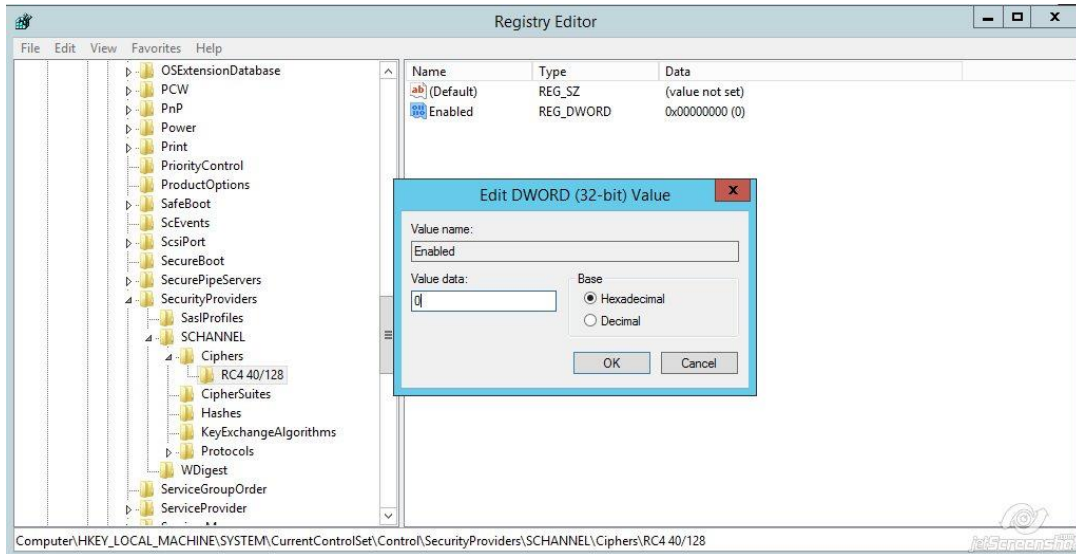 Registry Editor
File Edit View Favorites Help
OSExtensionDatabase
PCW
PnP
Power
Print
PriorityControl
ProductOptions
SafeBoot
ScEvents
ScsiPort
SecureBoot
SecurePipeServers
SecurityProviders
SaslProfiles
SCHANNEL
Ciphers
RC4 40/128
CipherSuites
Hashes
KeyExchangeAlgorithms
Protocols
WDigest
ServiceGroupOrder
ServiceProvider
Name Type Data
(Default) REG_SZ (value not set)
Enabled REG_DWORD 0x00000000 (0)
Edit DWORD (32-bit) Value
Value name:
Enabled
Value data:
0
Base
Hexadecimal
Decimal
OK Cancel
Computer\HKEY_LOCAL_MACHINE\SYSTEM\CurrentControlSet\Control\SecurityProviders\SCHANNEL\Ciphers\RC4 40/128
jetScreenshot